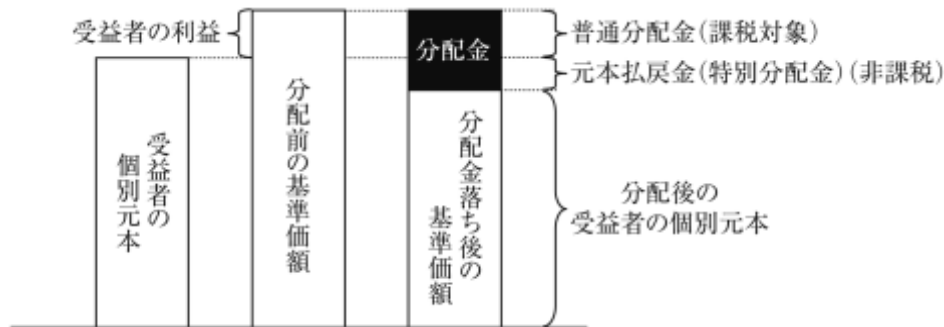 受益者の利益
受益者の
個別元本
分配前の基準価額
分配金
分配金落ち後の
基準価額
普通分配金(課税対象)
元本払戻金(特別分配金)(非課税)
分配後の
受益者の個別元本